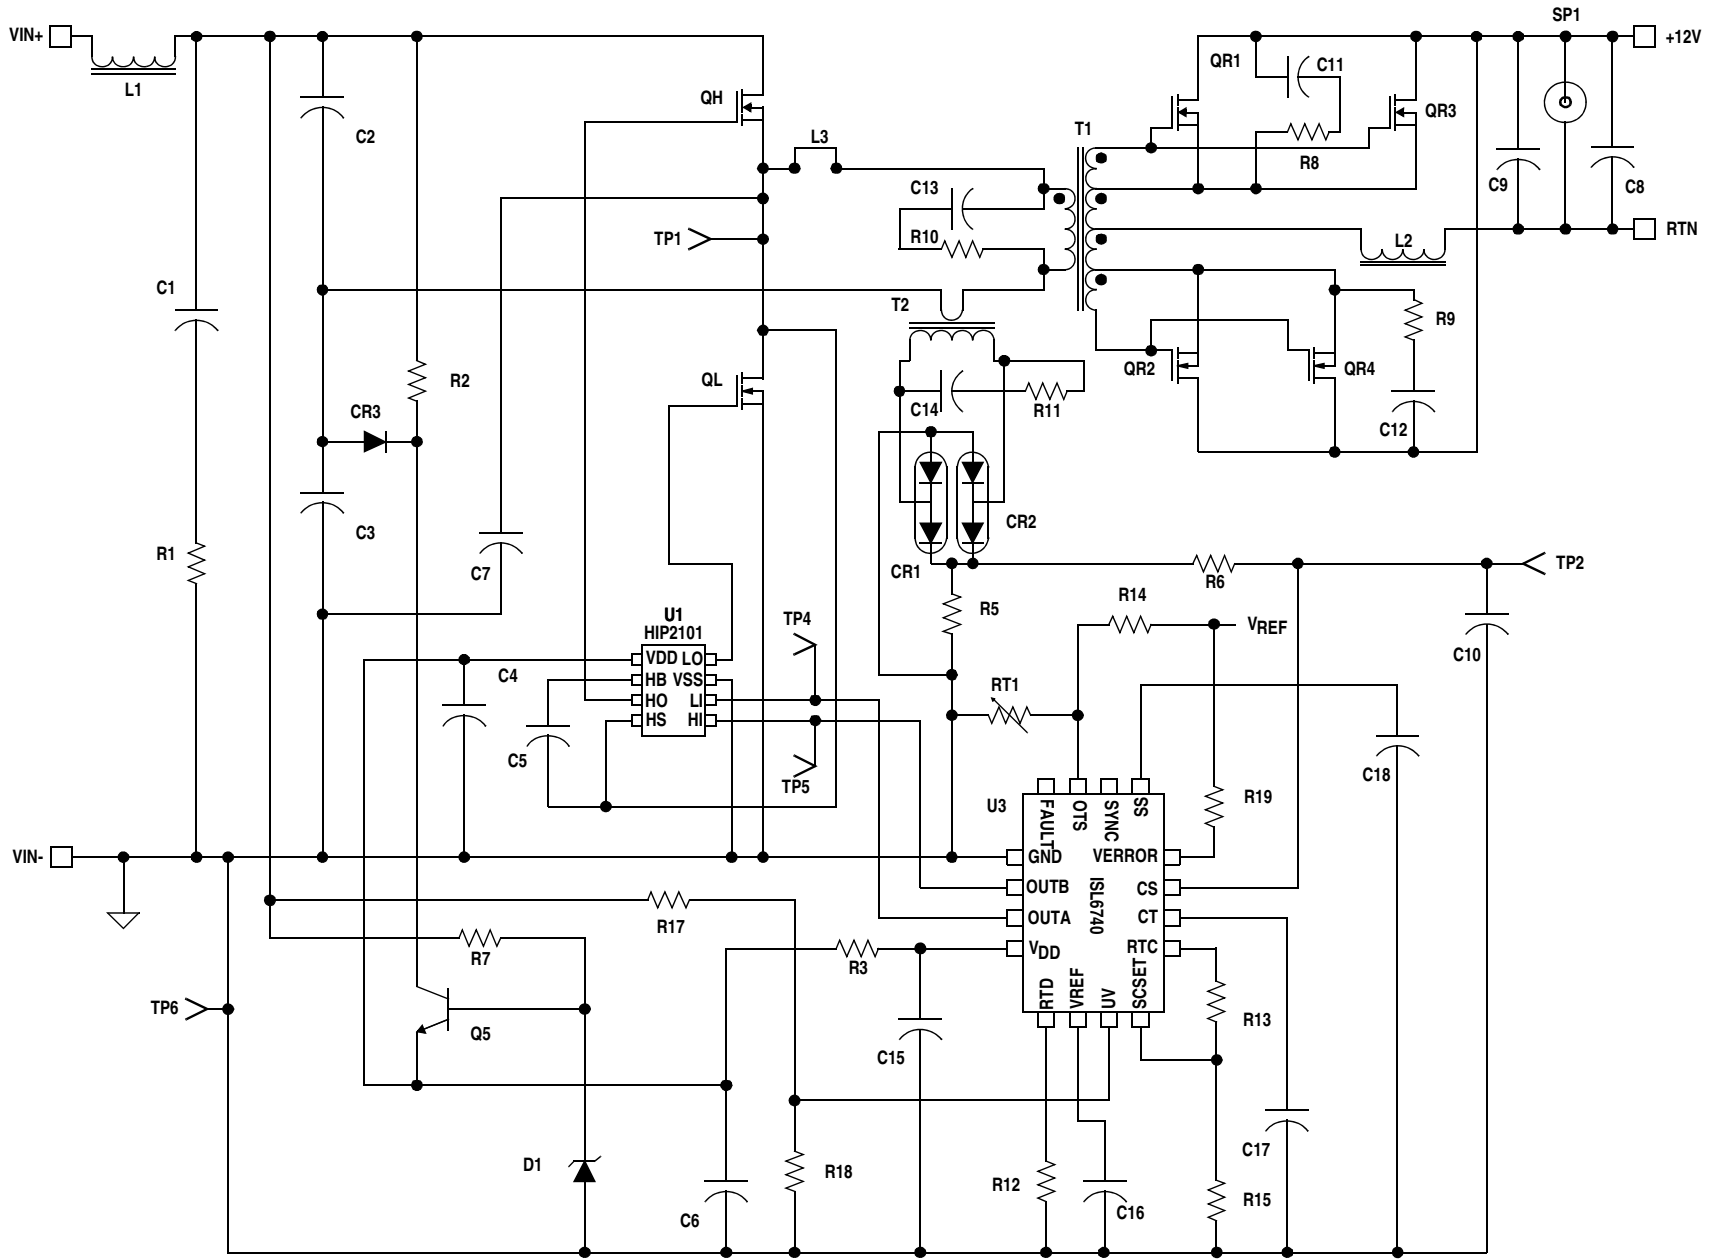 SP1
VIN+
+12V
L1
QR1
C11
QH
QR3
C2
T1
L3
R8
C13
C9
C8
TP1
R10
RTN
L2
C1
T2
R9
QL
R2
QR2
QR4
CR3
C14
R11
C12
C3
CR2
R1
C7
CR1
R6
TP2
R5
R14
U1
HIP2101
TP4
VREF
C10
VDD LO
HB VSS
HO LI
HS HI
C4
RT1
C5
TP5
C18
U3
R19
FAULT
OTS
SYNC
SS
VIN-
GND
VERROR
OUTB
CS
ISL6740
OUTA
CT
R17
VDD
RTC
R7
R3
RTD
VREF
UV
SCSET
TP6
Q5
R13
C15
C17
D1
R18
R12
C16
R15
C6